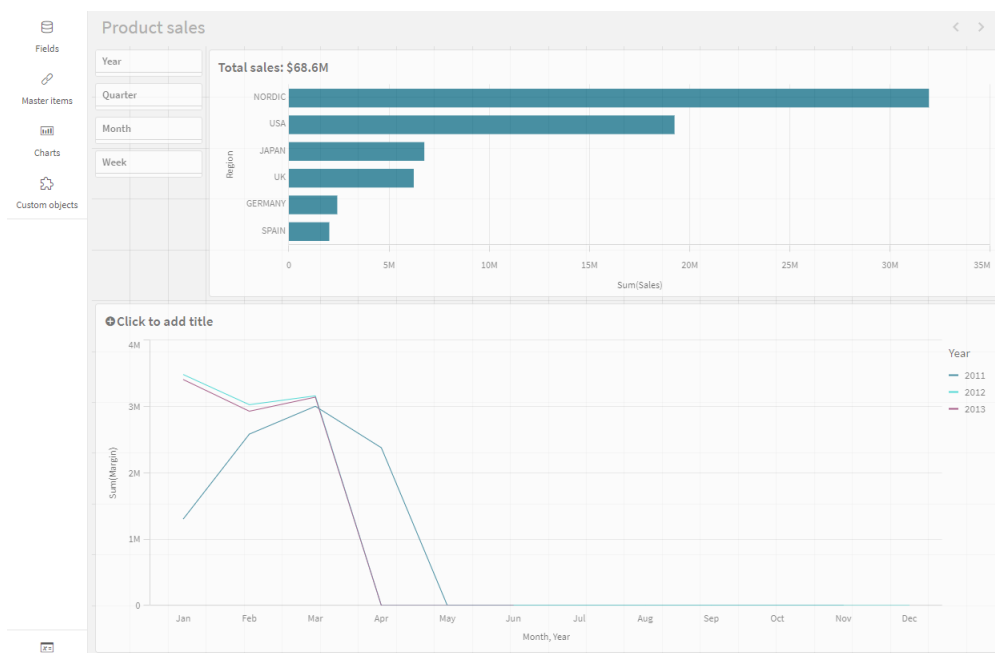 Product sales
Fields
Master items
Charts
Custom objects
Year
Quarter
Month
Week
Total sales: $68.6M
Region
NORDIC
USA
JAPAN
UK
GERMANY
SPAIN
0 5M 10M 15M 20M 25M 30M 35M
Sum(Sales)
Click to add title
Sum(Margin)
4M
3M
2M
1M
0
Jan Feb Mar Apr May Jun Jul Aug Sep Oct Nov Dec
Month, Year
Year
2011
2012
2013